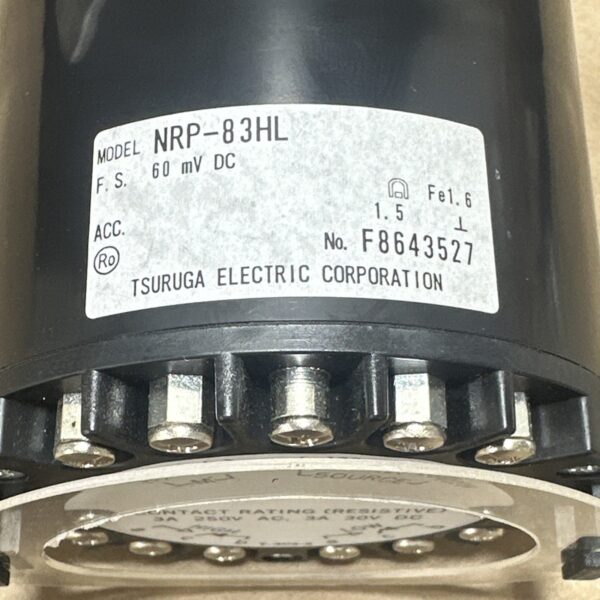 MODEL NRP-83HL
F. S. 60 mV DC
Fe1.6
ACC. 1.5 ⊥
Ro No. F8643527
TSURUGA ELECTRIC CORPORATION
SOURCE
CONTACT RATING (RESISTIVE)
3A 250V AC, 3A 30V DC